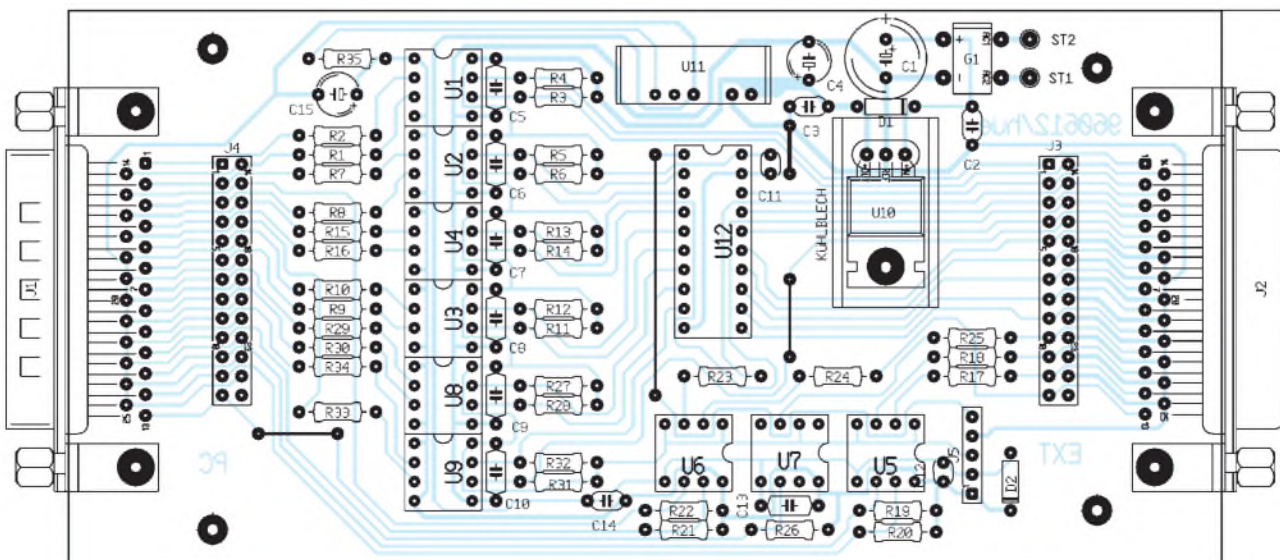 R35
C15
U1
C5
R4
R3
U11
C4
C1
G1
ST2
ST1
C3
D1
960612/hue
C2
J4
R2
R1
R7
U2
C6
R5
R6
C11
J3
R8
R15
R16
U4
C7
R13
R14
U12
KÜHLBLECH
U10
J1
J2
R10
R9
R29
R30
R34
U3
C8
R12
R11
R25
R18
R17
R33
U8
C9
R27
R28
R23
R24
PC
U9
C10
R32
R31
C14
U6
U7
U5
J5
D2
EXT
R22
R21
C13
R26
R19
R20